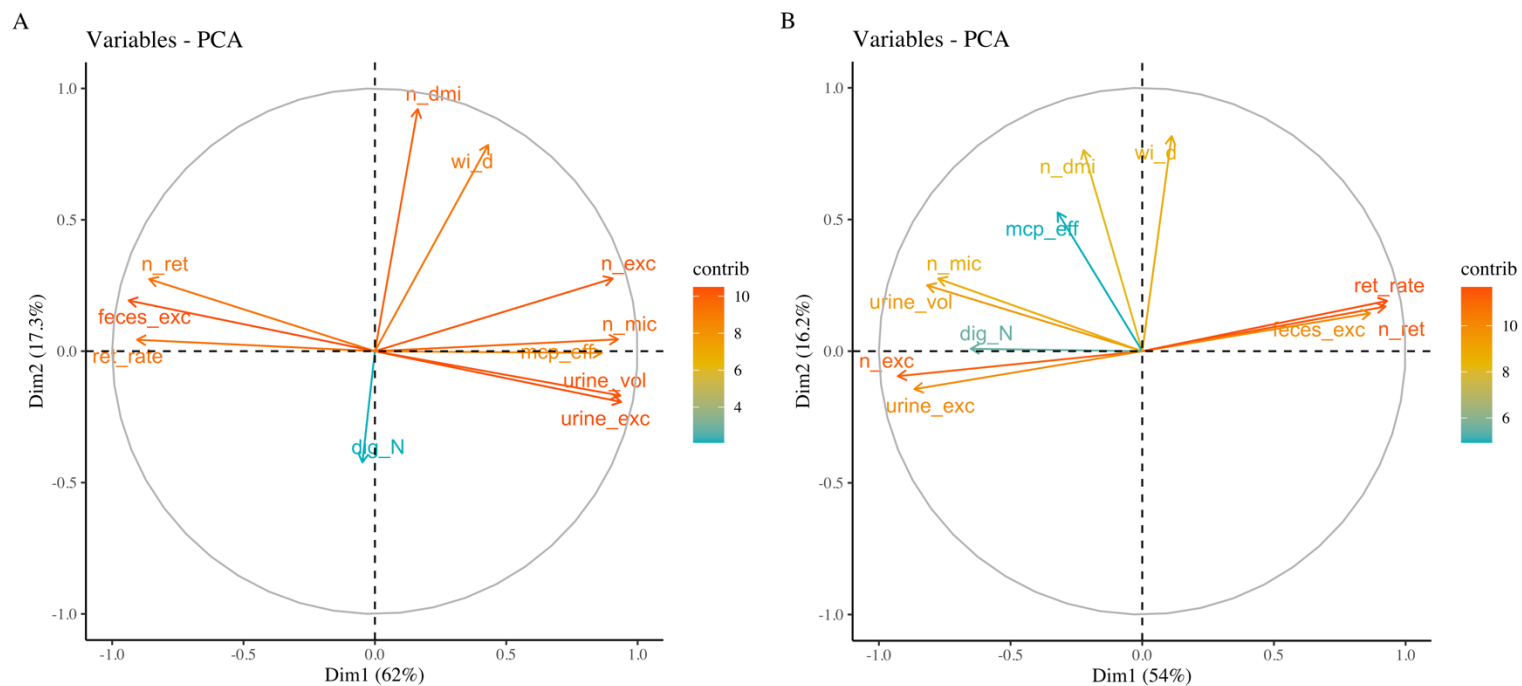 A
Variables - PCA
1.0
0.5
0.0
-0.5
-1.0
Dim2 (17.3%)
n_dmi
wi_d
n_ret
n_exc
feces_exc
n_mic
ret_rate
mcp_eff
urine_vol
urine_exc
dig_N
-1.0
-0.5
0.0
0.5
1.0
Dim1 (62%)
contrib
10
8
6
4
B
Variables - PCA
1.0
0.5
0.0
-0.5
-1.0
Dim2 (16.2%)
wi_d
n_dmi
mcp_eff
n_mic
ret_rate
urine_vol
feces_exc
n_ret
dig_N
n_exc
urine_exc
-1.0
-0.5
0.0
0.5
1.0
Dim1 (54%)
contrib
10
8
6